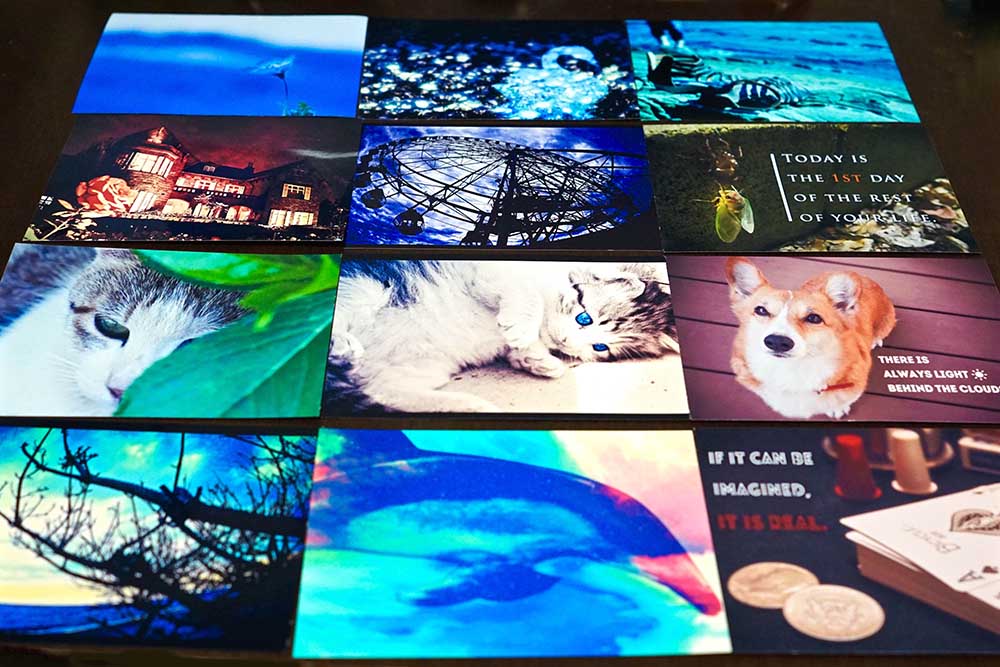 TODAY IS
THE 1ST DAY
OF THE REST
OF YOUR LIFE.
THERE IS
ALWAYS LIGHT
BEHIND THE CLOUDS
IF IT CAN BE
IMAGINED,
IT IS REAL.
Bicycle
A